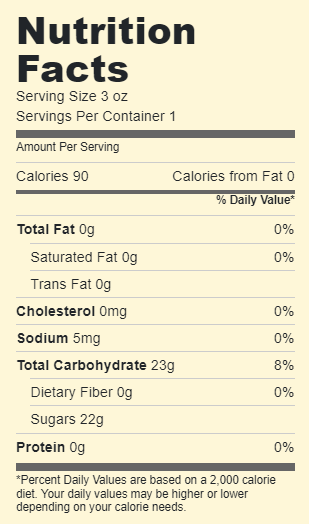 Nutrition
Facts
Serving Size 3 oz
Servings Per Container 1
Amount Per Serving
Calories 90 Calories from Fat 0
% Daily Value*
Total Fat 0g 0%
Saturated Fat 0g 0%
Trans Fat 0g
Cholesterol 0mg 0%
Sodium 5mg 0%
Total Carbohydrate 23g 8%
Dietary Fiber 0g 0%
Sugars 22g
Protein 0g 0%
*Percent Daily Values are based on a 2,000 calorie
diet. Your daily values may be higher or lower
depending on your calorie needs.